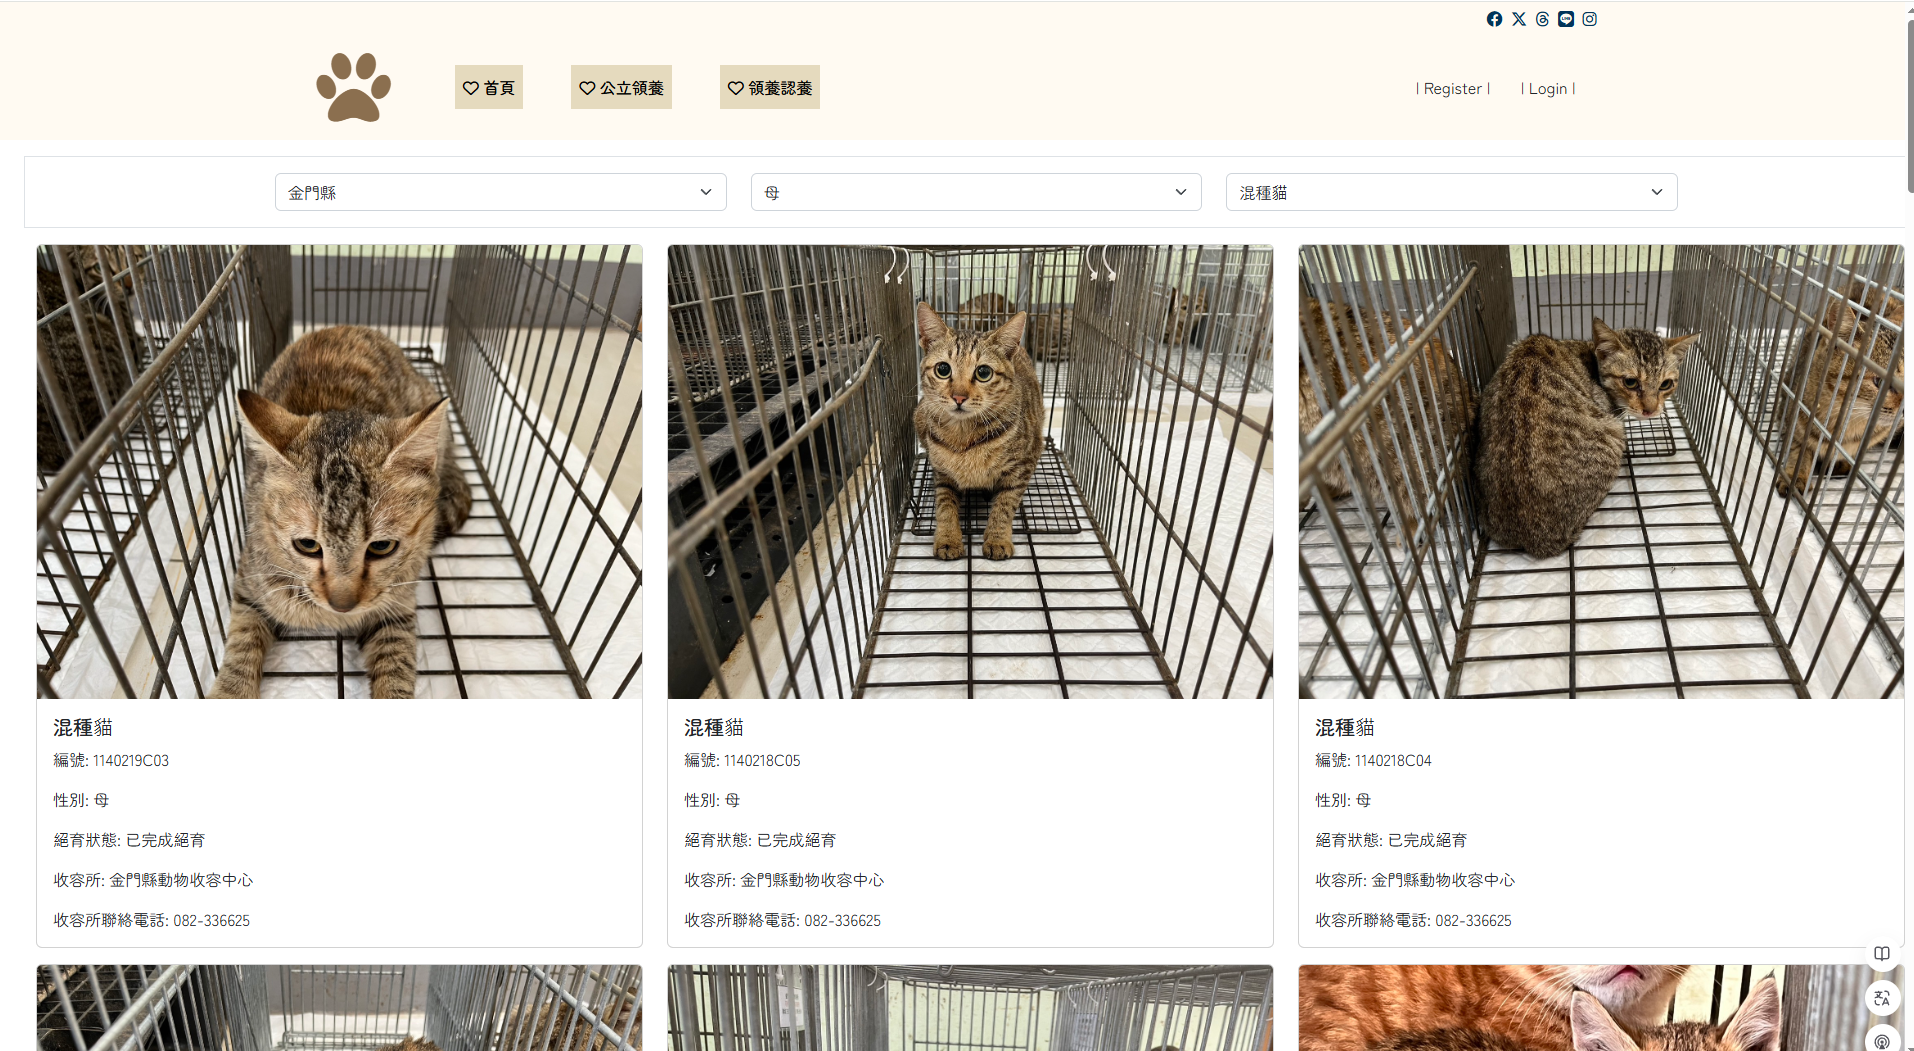 首頁
公立領養
領養認養
| Register |
| Login |
金門縣
母
混種貓
混種貓
編號: 1140219C03
性別: 母
絕育狀態: 已完成絕育
收容所: 金門縣動物收容中心
收容所聯絡電話: 082-336625
混種貓
編號: 1140218C05
性別: 母
絕育狀態: 已完成絕育
收容所: 金門縣動物收容中心
收容所聯絡電話: 082-336625
混種貓
編號: 1140218C04
性別: 母
絕育狀態: 已完成絕育
收容所: 金門縣動物收容中心
收容所聯絡電話: 082-336625